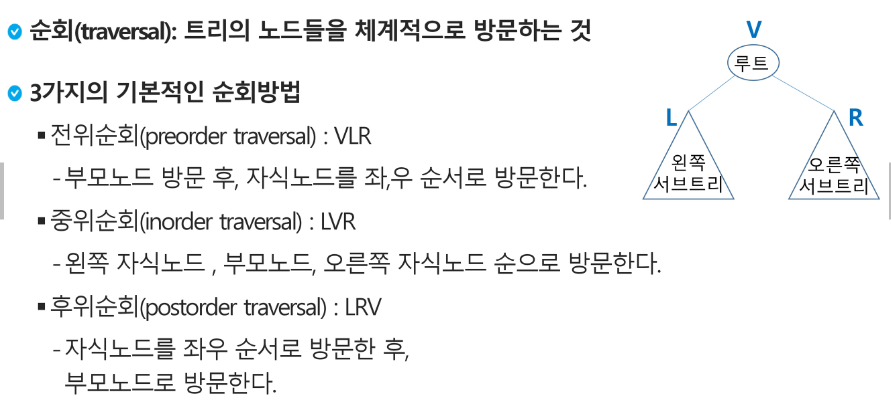 순회(traversal): 트리의 노드들을 체계적으로 방문하는 것
3가지의 기본적인 순회방법
▪전위순회(preorder traversal) : VLR
-부모노드 방문 후, 자식노드를 좌,우 순서로 방문한다.
▪중위순회(inorder traversal) : LVR
-왼쪽 자식노드 , 부모노드, 오른쪽 자식노드 순으로 방문한다.
▪후위순회(postorder traversal) : LRV
-자식노드를 좌우 순서로 방문한 후,
부모노드로 방문한다.
V
루트
L
R
왼쪽
서브트리
오른쪽
서브트리